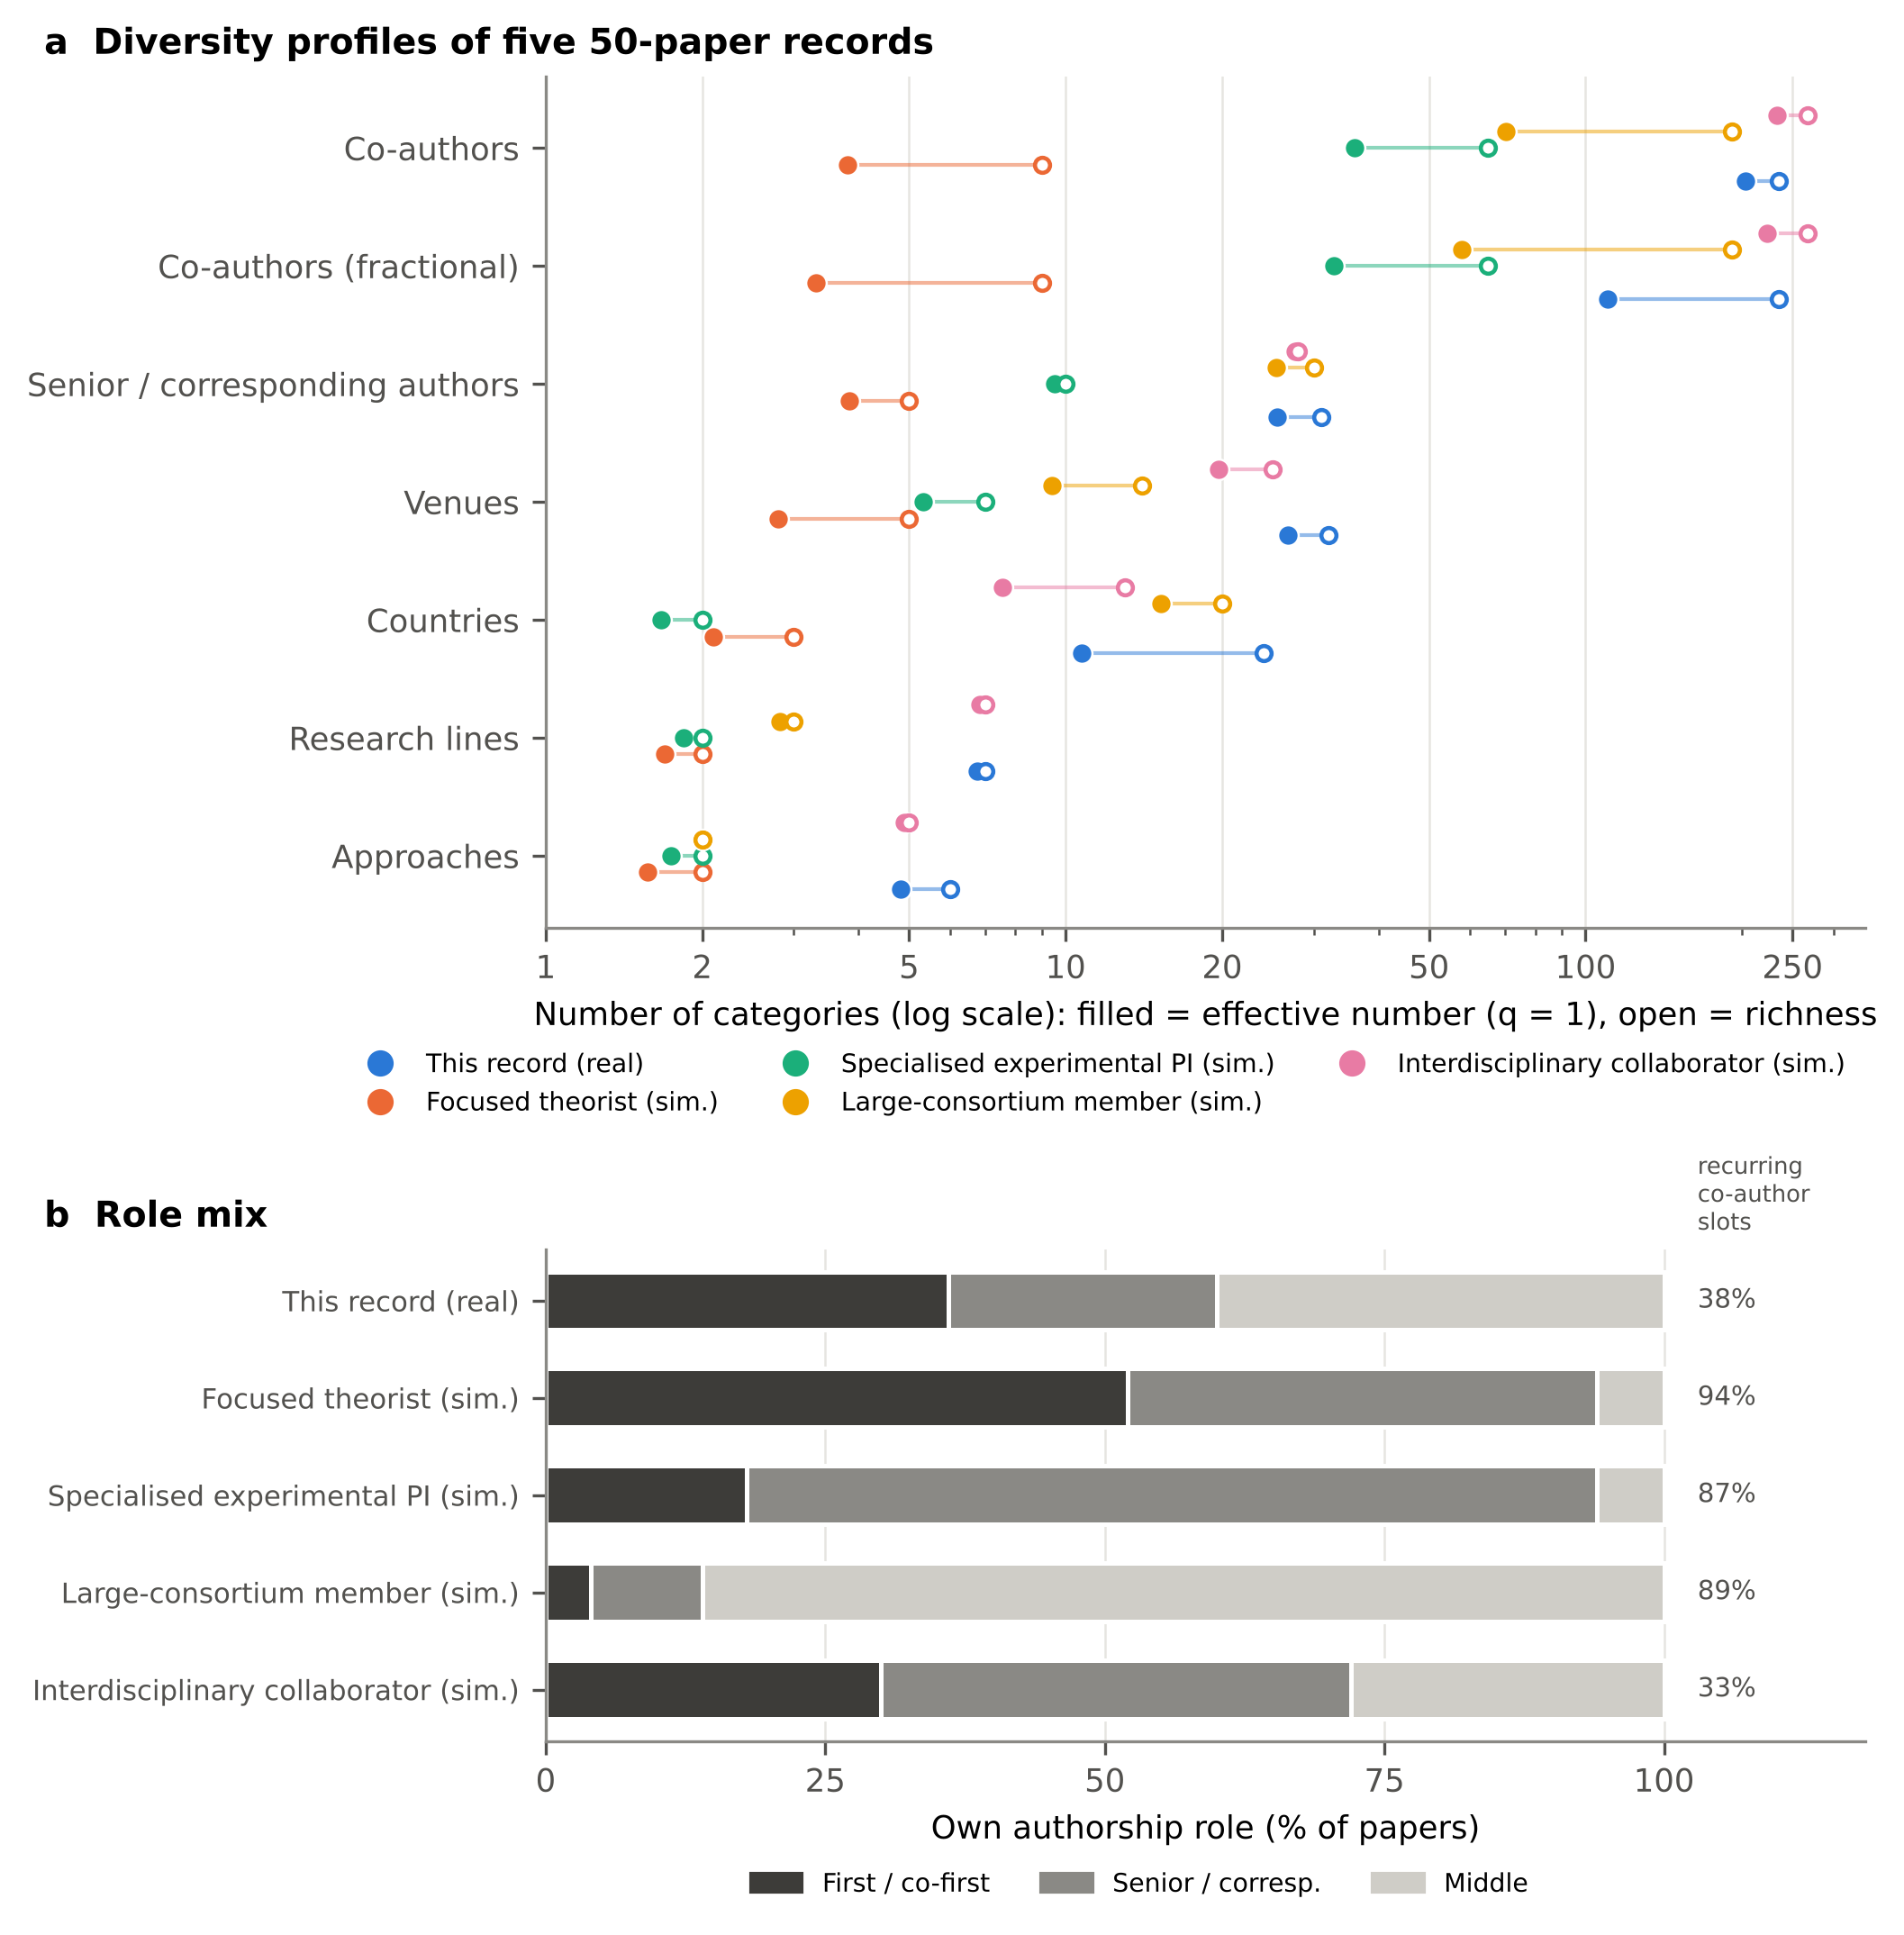 a Diversity profiles of five 50-paper records
Co-authors
Co-authors (fractional)
Senior / corresponding authors
Venues
Countries
Research lines
Approaches
1 2 5 10 20 50 100 250
Number of categories (log scale): filled = effective number (q = 1), open = richness
This record (real) Specialised experimental PI (sim.) Interdisciplinary collaborator (sim.)
Focused theorist (sim.) Large-consortium member (sim.)
recurring
co-author
slots
b Role mix
This record (real) 38%
Focused theorist (sim.) 94%
Specialised experimental PI (sim.) 87%
Large-consortium member (sim.) 89%
Interdisciplinary collaborator (sim.) 33%
0 25 50 75 100
Own authorship role (% of papers)
First / co-first Senior / corresp. Middle